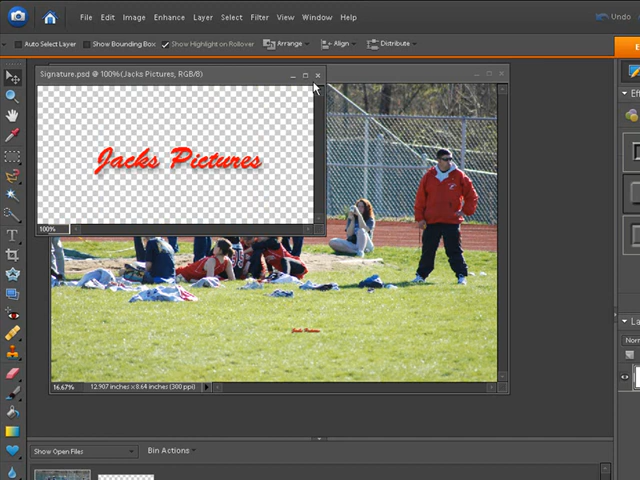 File Edit Image Enhance Layer Select Filter View Window Help Undo
Auto Select Layer Show Bounding Box Show Highlight on Rollover Arrange Align Distribute
Signature.psd @ 100%(Jacks Pictures, RGB/8)
Jacks Pictures
100%
Jacks Pictures
16.67% 12.907 inches x 8.64 inches (300 ppi)
Show Open Files Bin Actions